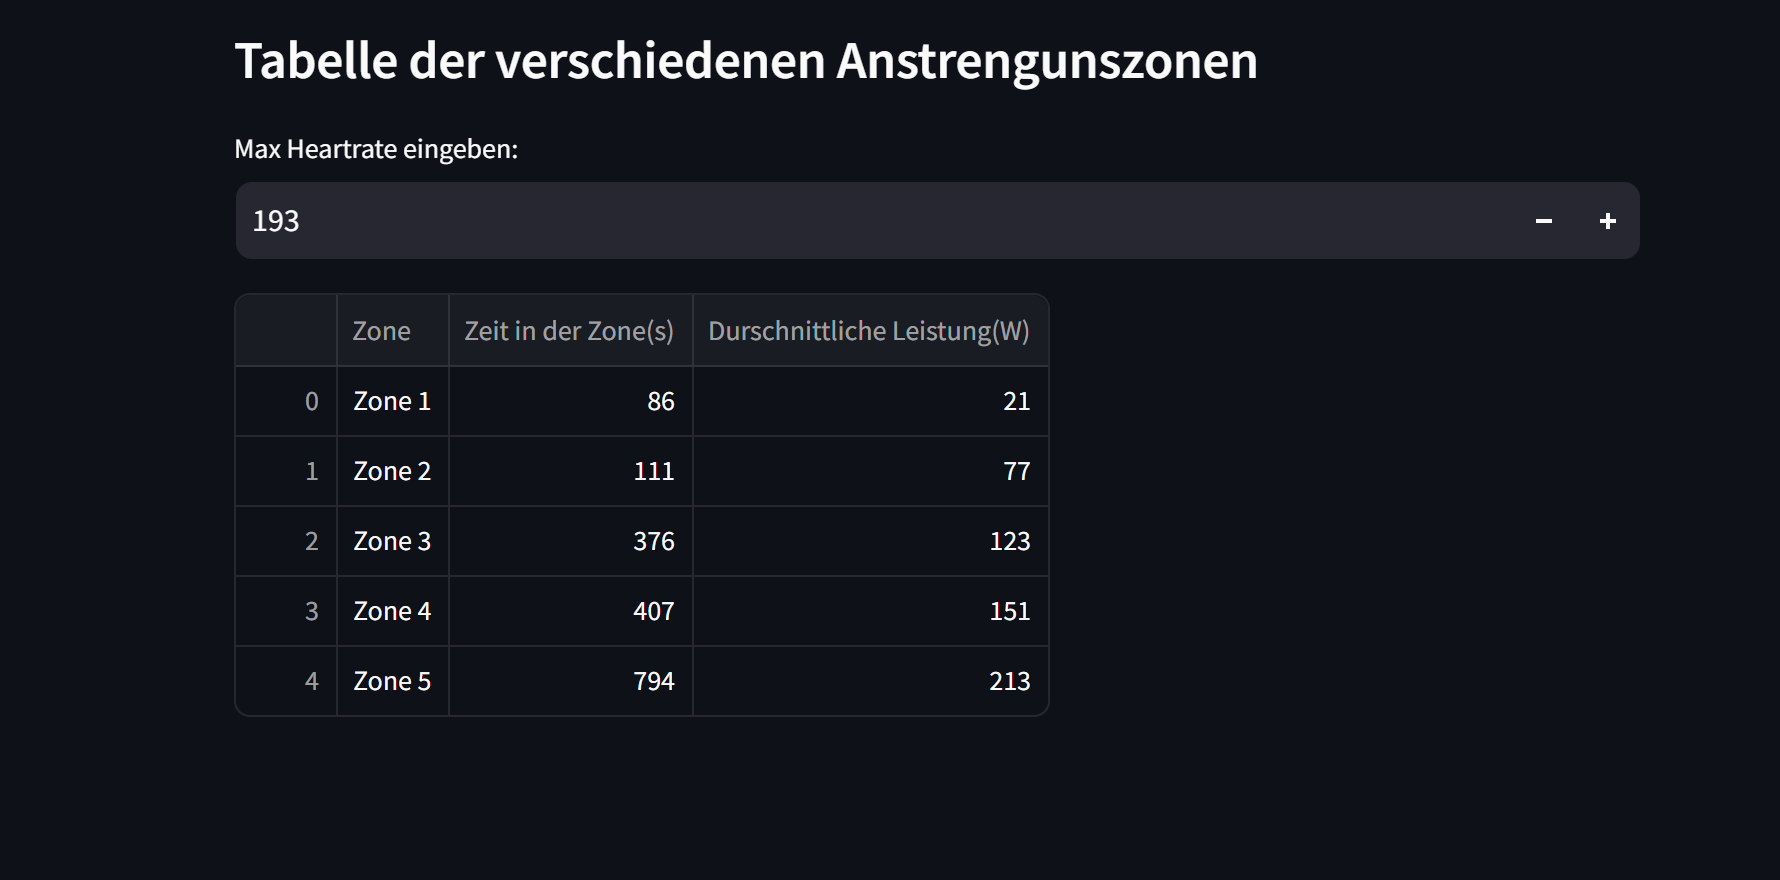 Tabelle der verschiedenen Anstrengunszonen
Max Heartrate eingeben:
193 − +
Zone Zeit in der Zone(s) Durschnittliche Leistung(W)
0 Zone 1 86 21
1 Zone 2 111 77
2 Zone 3 376 123
3 Zone 4 407 151
4 Zone 5 794 213